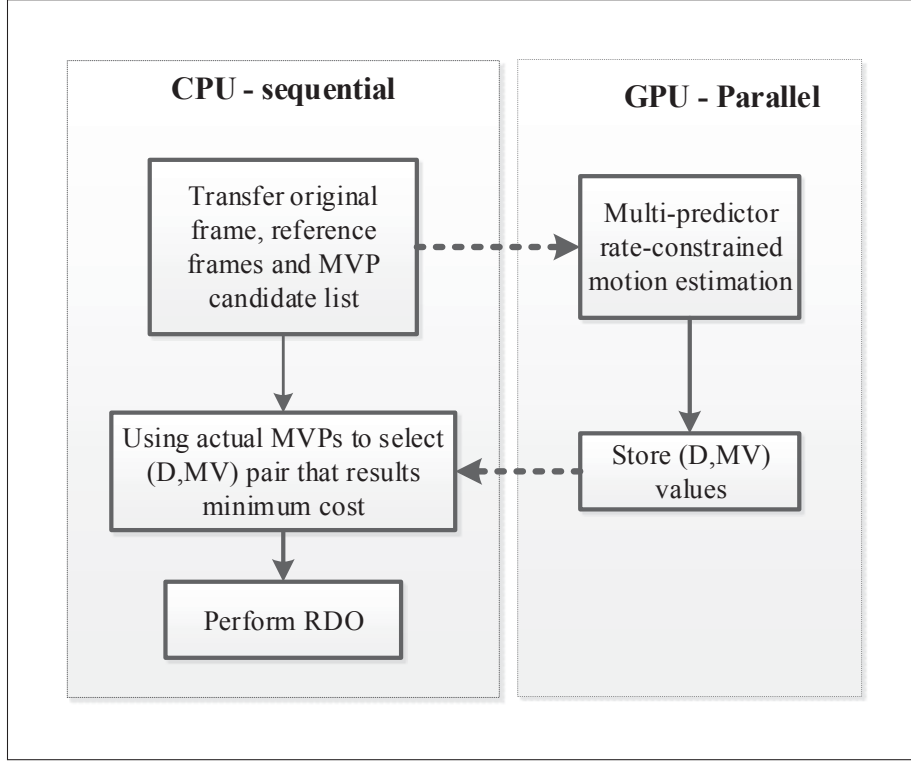 CPU - sequential
Transfer original
frame, reference
frames and MVP
candidate list
Using actual MVPs to select
(D,MV) pair that results
minimum cost
Perform RDO
GPU - Parallel
Multi-predictor
rate-constrained
motion estimation
Store (D,MV)
values